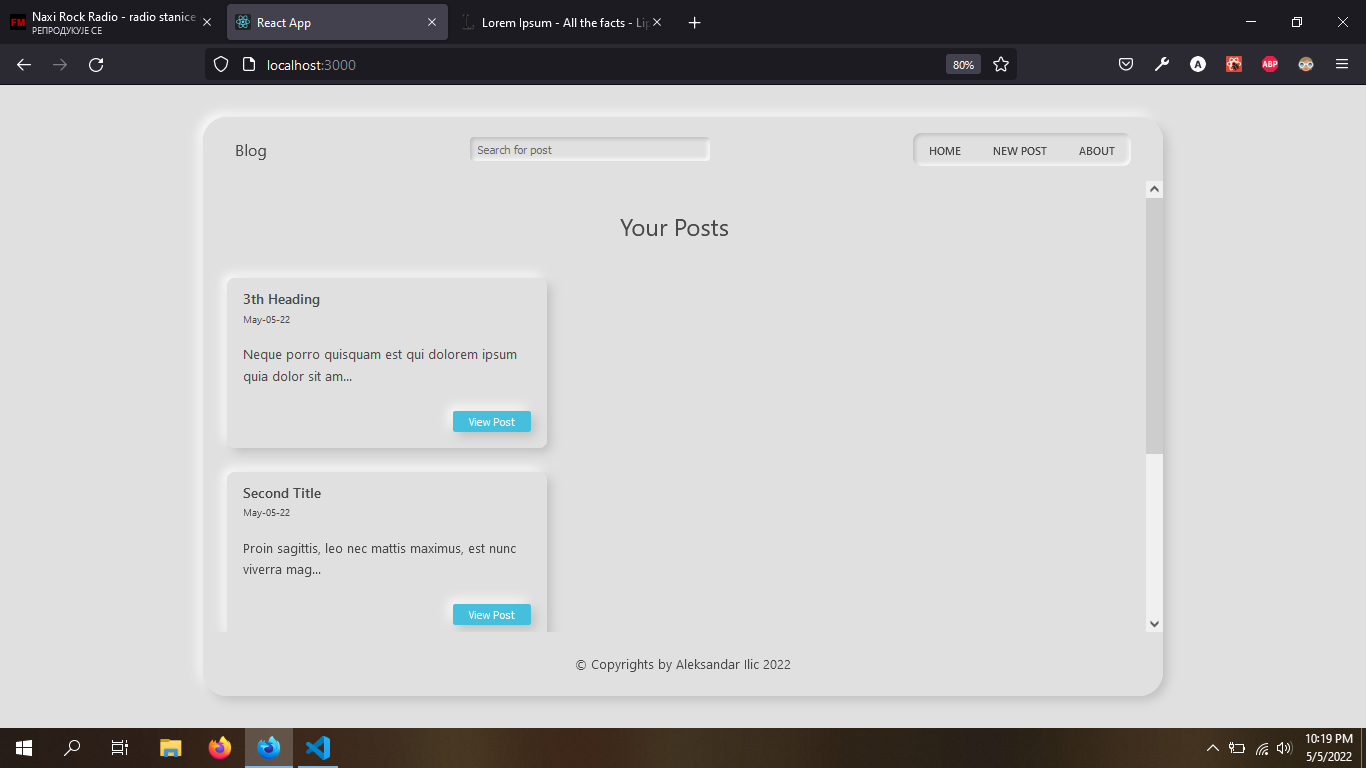 Naxi Rock Radio - radio stanice
РЕПРОДУКУЈЕ СЕ
React App
Lorem Ipsum - All the facts - Lip
localhost:3000
80%
A
ABP
Blog
Search for post
HOME
NEW POST
ABOUT
Your Posts
3th Heading
May-05-22
Neque porro quisquam est qui dolorem ipsum
quia dolor sit am...
View Post
Second Title
May-05-22
Proin sagittis, leo nec mattis maximus, est nunc
viverra mag...
View Post
© Copyrights by Aleksandar Ilic 2022
10:19 PM
5/5/2022
FM